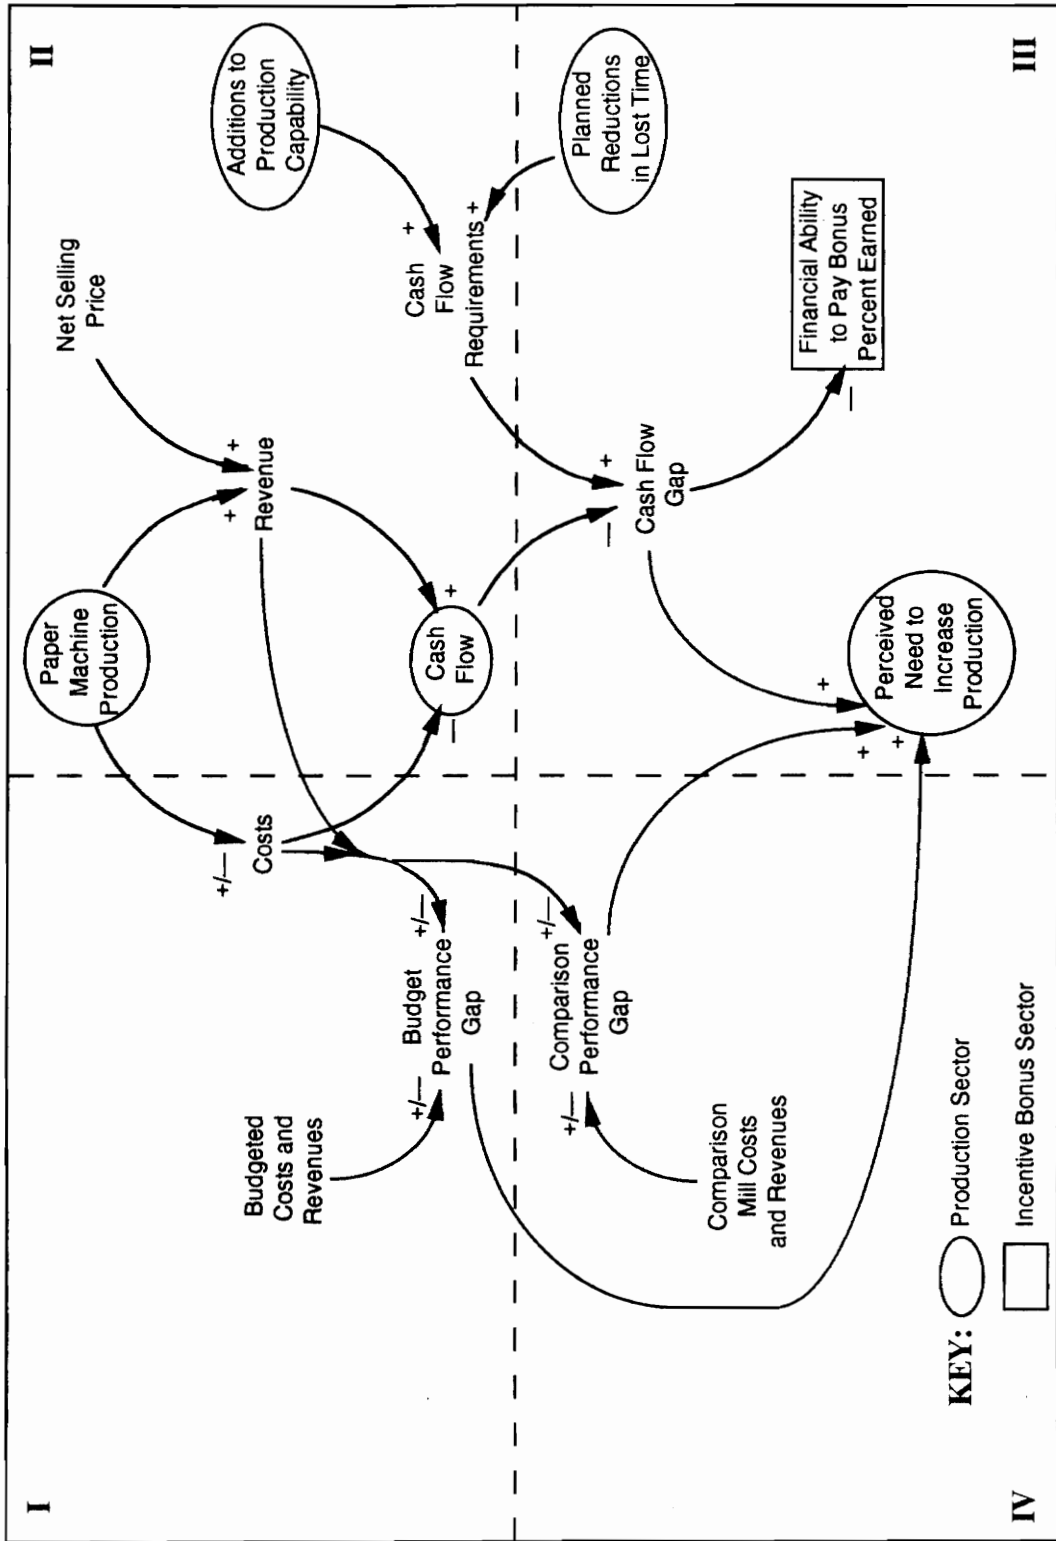 I
II
Paper
Machine
Production
Net Selling
Price
Additions to
Production
Capability
+/—
Costs
+
+
Revenue
Budgeted
Costs and
Revenues
+/—
+/—
Budget
Performance
Gap
—
+
Cash
Flow
+
Cash
Flow
Requirements
+
Comparison
Performance
Gap
+/—
+/—
—
+
Cash Flow
Gap
Planned
Reductions
in Lost Time
Comparison
Mill Costs
and Revenues
Financial Ability
to Pay Bonus
Percent Earned
—
+
+
+
Perceived
Need to
Increase
Production
KEY:
Production Sector
Incentive Bonus Sector
IV
III